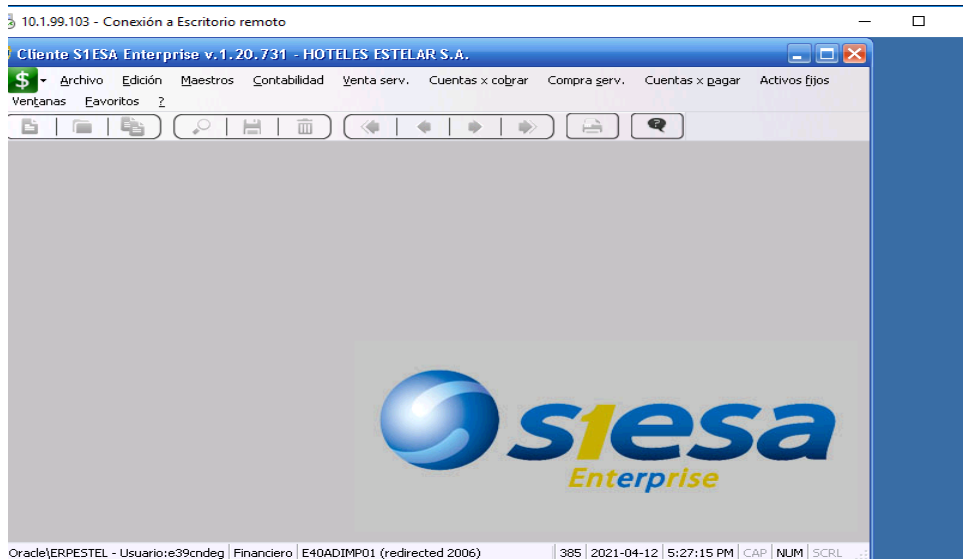 10.1.99.103 - Conexión a Escritorio remoto
Cliente S1ESA Enterprise v.1.20.731 - HOTELES ESTELAR S.A.
$ Archivo Edición Maestros Contabilidad Venta serv. Cuentas x cobrar Compra serv. Cuentas x pagar Activos fijos
Ventanas Favoritos ?
s1esa
Enterprise
Oracle\ERPESTEL - Usuario:e39cndeg Financiero E40ADIMP01 (redirected 2006) 385 2021-04-12 5:27:15 PM CAP NUM SCRL